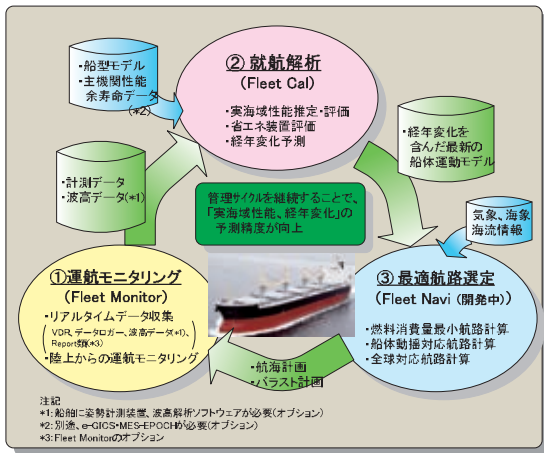 ・船型モデル
・主機関性能
余寿命データ
(*2)
② 就航解析
(Fleet Cal)
・実海域性能推定・評価
・省エネ装置評価
・経年変化予測
・経年変化を
含んだ最新の
船体運動モデル
・計測データ
・波高データ(*1)
管理サイクルを継続することで、
「実海域性能、経年変化」の
予測精度が向上
気象、海象
海流情報
①運航モニタリング
(Fleet Monitor)
・リアルタイムデータ収集
(VDR、データロガー、波高データ(*1)、
Report類(*3)
・陸上からの運航モニタリング
③ 最適航路選定
(Fleet Navi (開発中))
・燃料消費量最小航路計算
・船体動揺対応航路計算
・全球対応航路計算
・航海計画
・バラスト計画
注記
*1: 船舶に姿勢計測装置、波高解析ソフトウェアが必要(オプション)
*2: 別途、e-GICS・MES-EPOCHが必要(オプション)
*3: Fleet Monitorのオプション